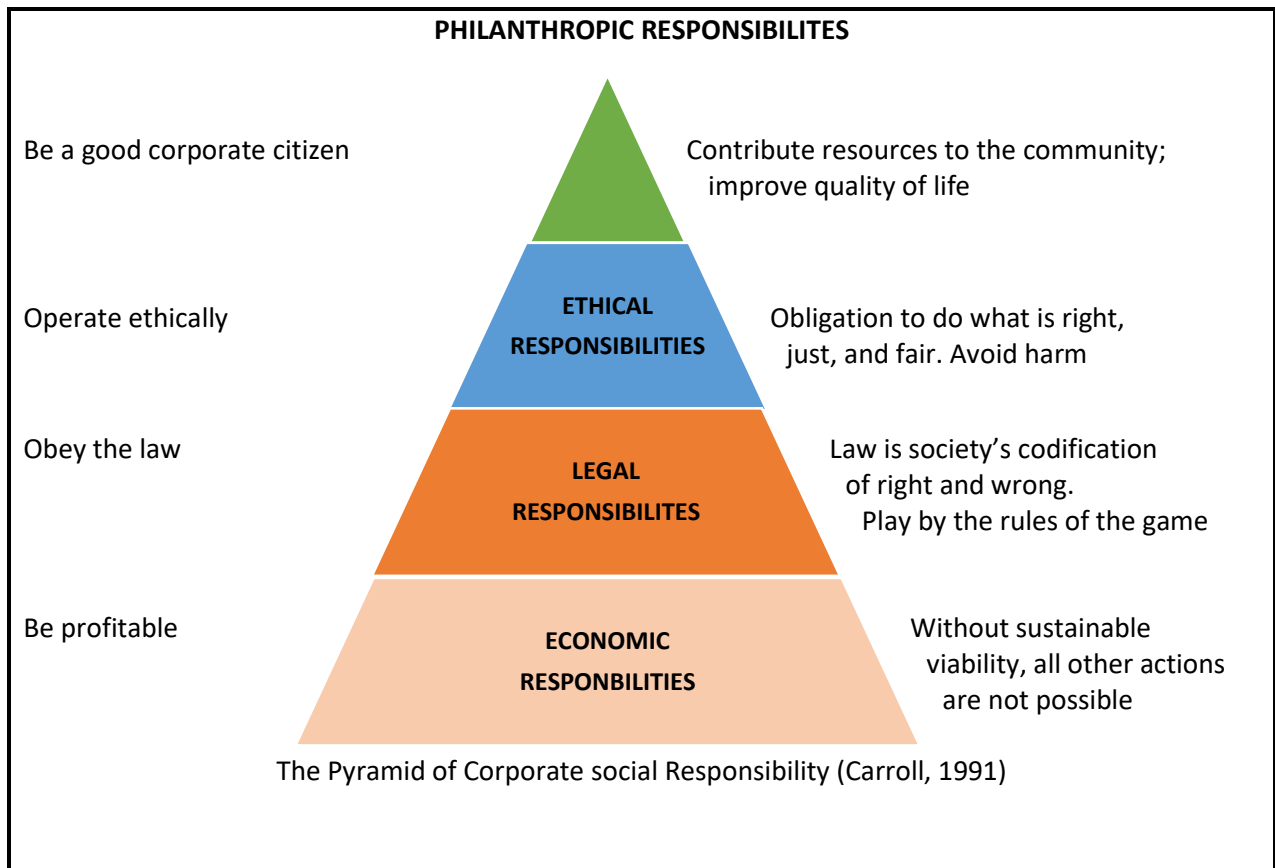 PHILANTHROPIC RESPONSIBILITES
Be a good corporate citizen
Contribute resources to the community;
improve quality of life
Operate ethically
ETHICAL
RESPONSIBILITIES
Obligation to do what is right,
just, and fair. Avoid harm
Obey the law
LEGAL
RESPONSIBILITES
Law is society’s codification
of right and wrong.
Play by the rules of the game
Be profitable
ECONOMIC
RESPONBILITIES
Without sustainable
viability, all other actions
are not possible
The Pyramid of Corporate social Responsibility (Carroll, 1991)